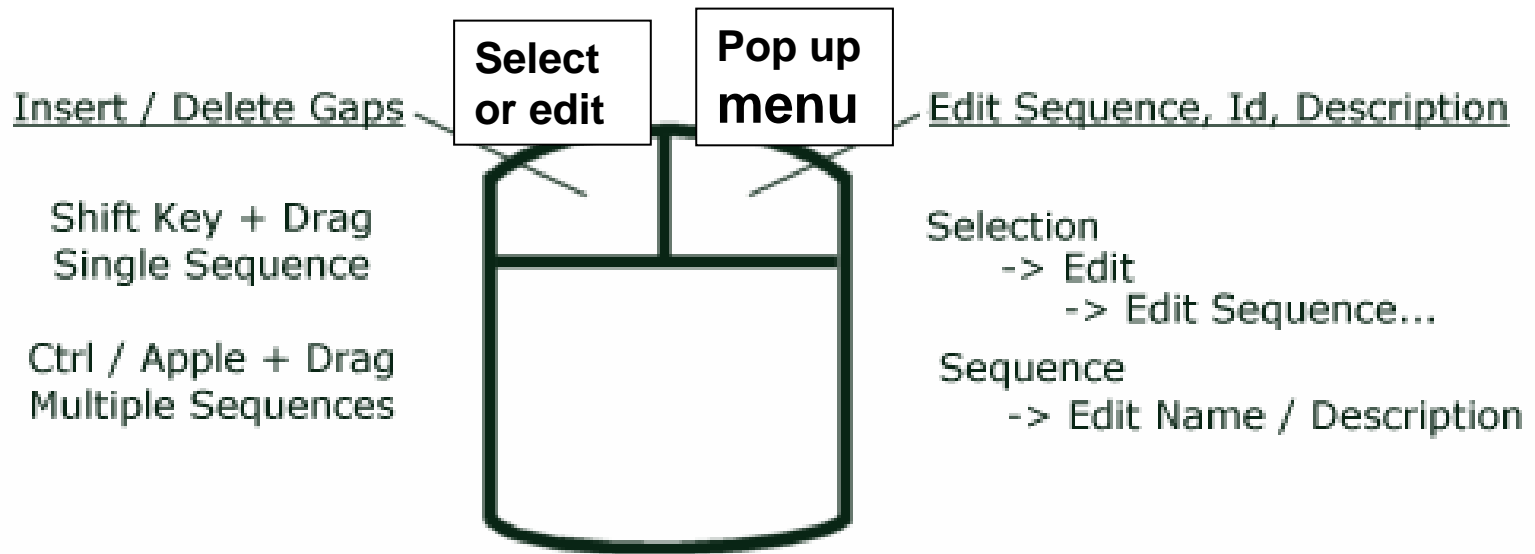 Select
or edit
Pop up
menu
Insert / Delete Gaps
Edit Sequence, Id, Description
Shift Key + Drag
Single Sequence
Ctrl / Apple + Drag
Multiple Sequences
Selection
-> Edit
-> Edit Sequence...
Sequence
-> Edit Name / Description